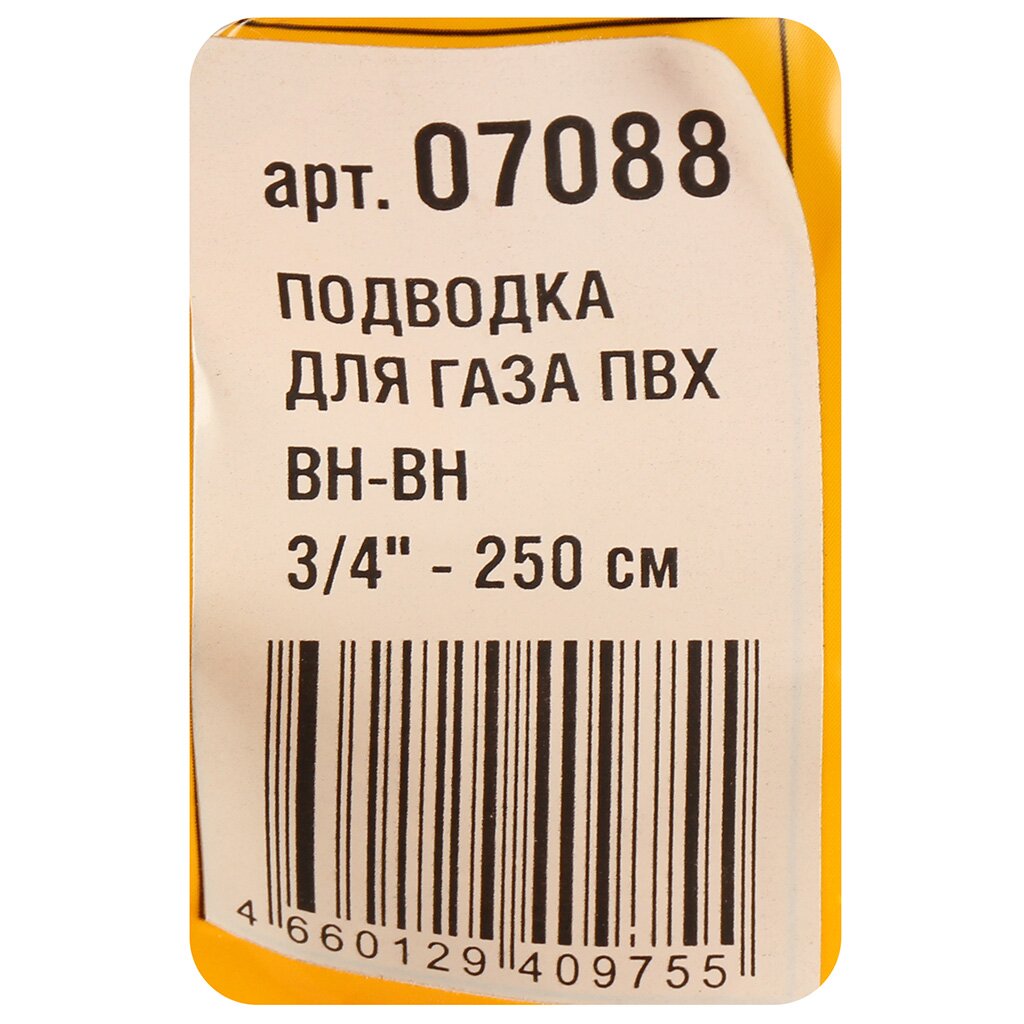 арт. 07088
ПОДВОДКА
ДЛЯ ГАЗА ПВХ
ВН-ВН
3/4" - 250 см
4 660129 409755